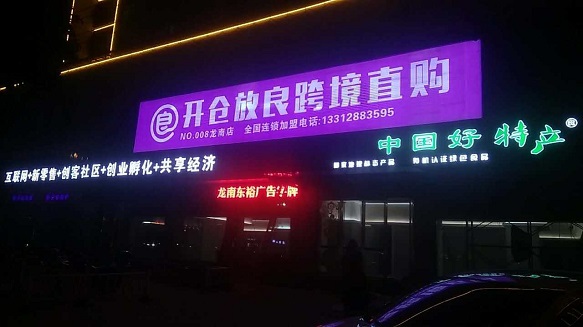 良 开仓放良跨境直购
NO.008龙南店 全国连锁加盟电话:13312883595
中国好特产
互联网+新零售+创客社区+创业孵化+共享经济
龙南东裕广告招牌